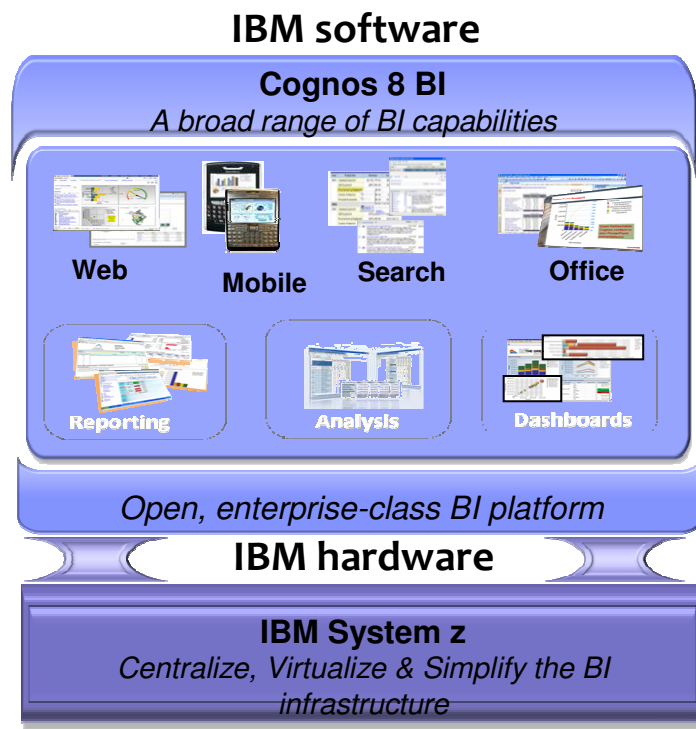 IBM software
Cognos 8 BI
A broad range of BI capabilities
Web
Mobile
Search
Office
Reporting
Analysis
Dashboards
Open, enterprise-class BI platform
IBM hardware
IBM System z
Centralize, Virtualize & Simplify the BI
infrastructure